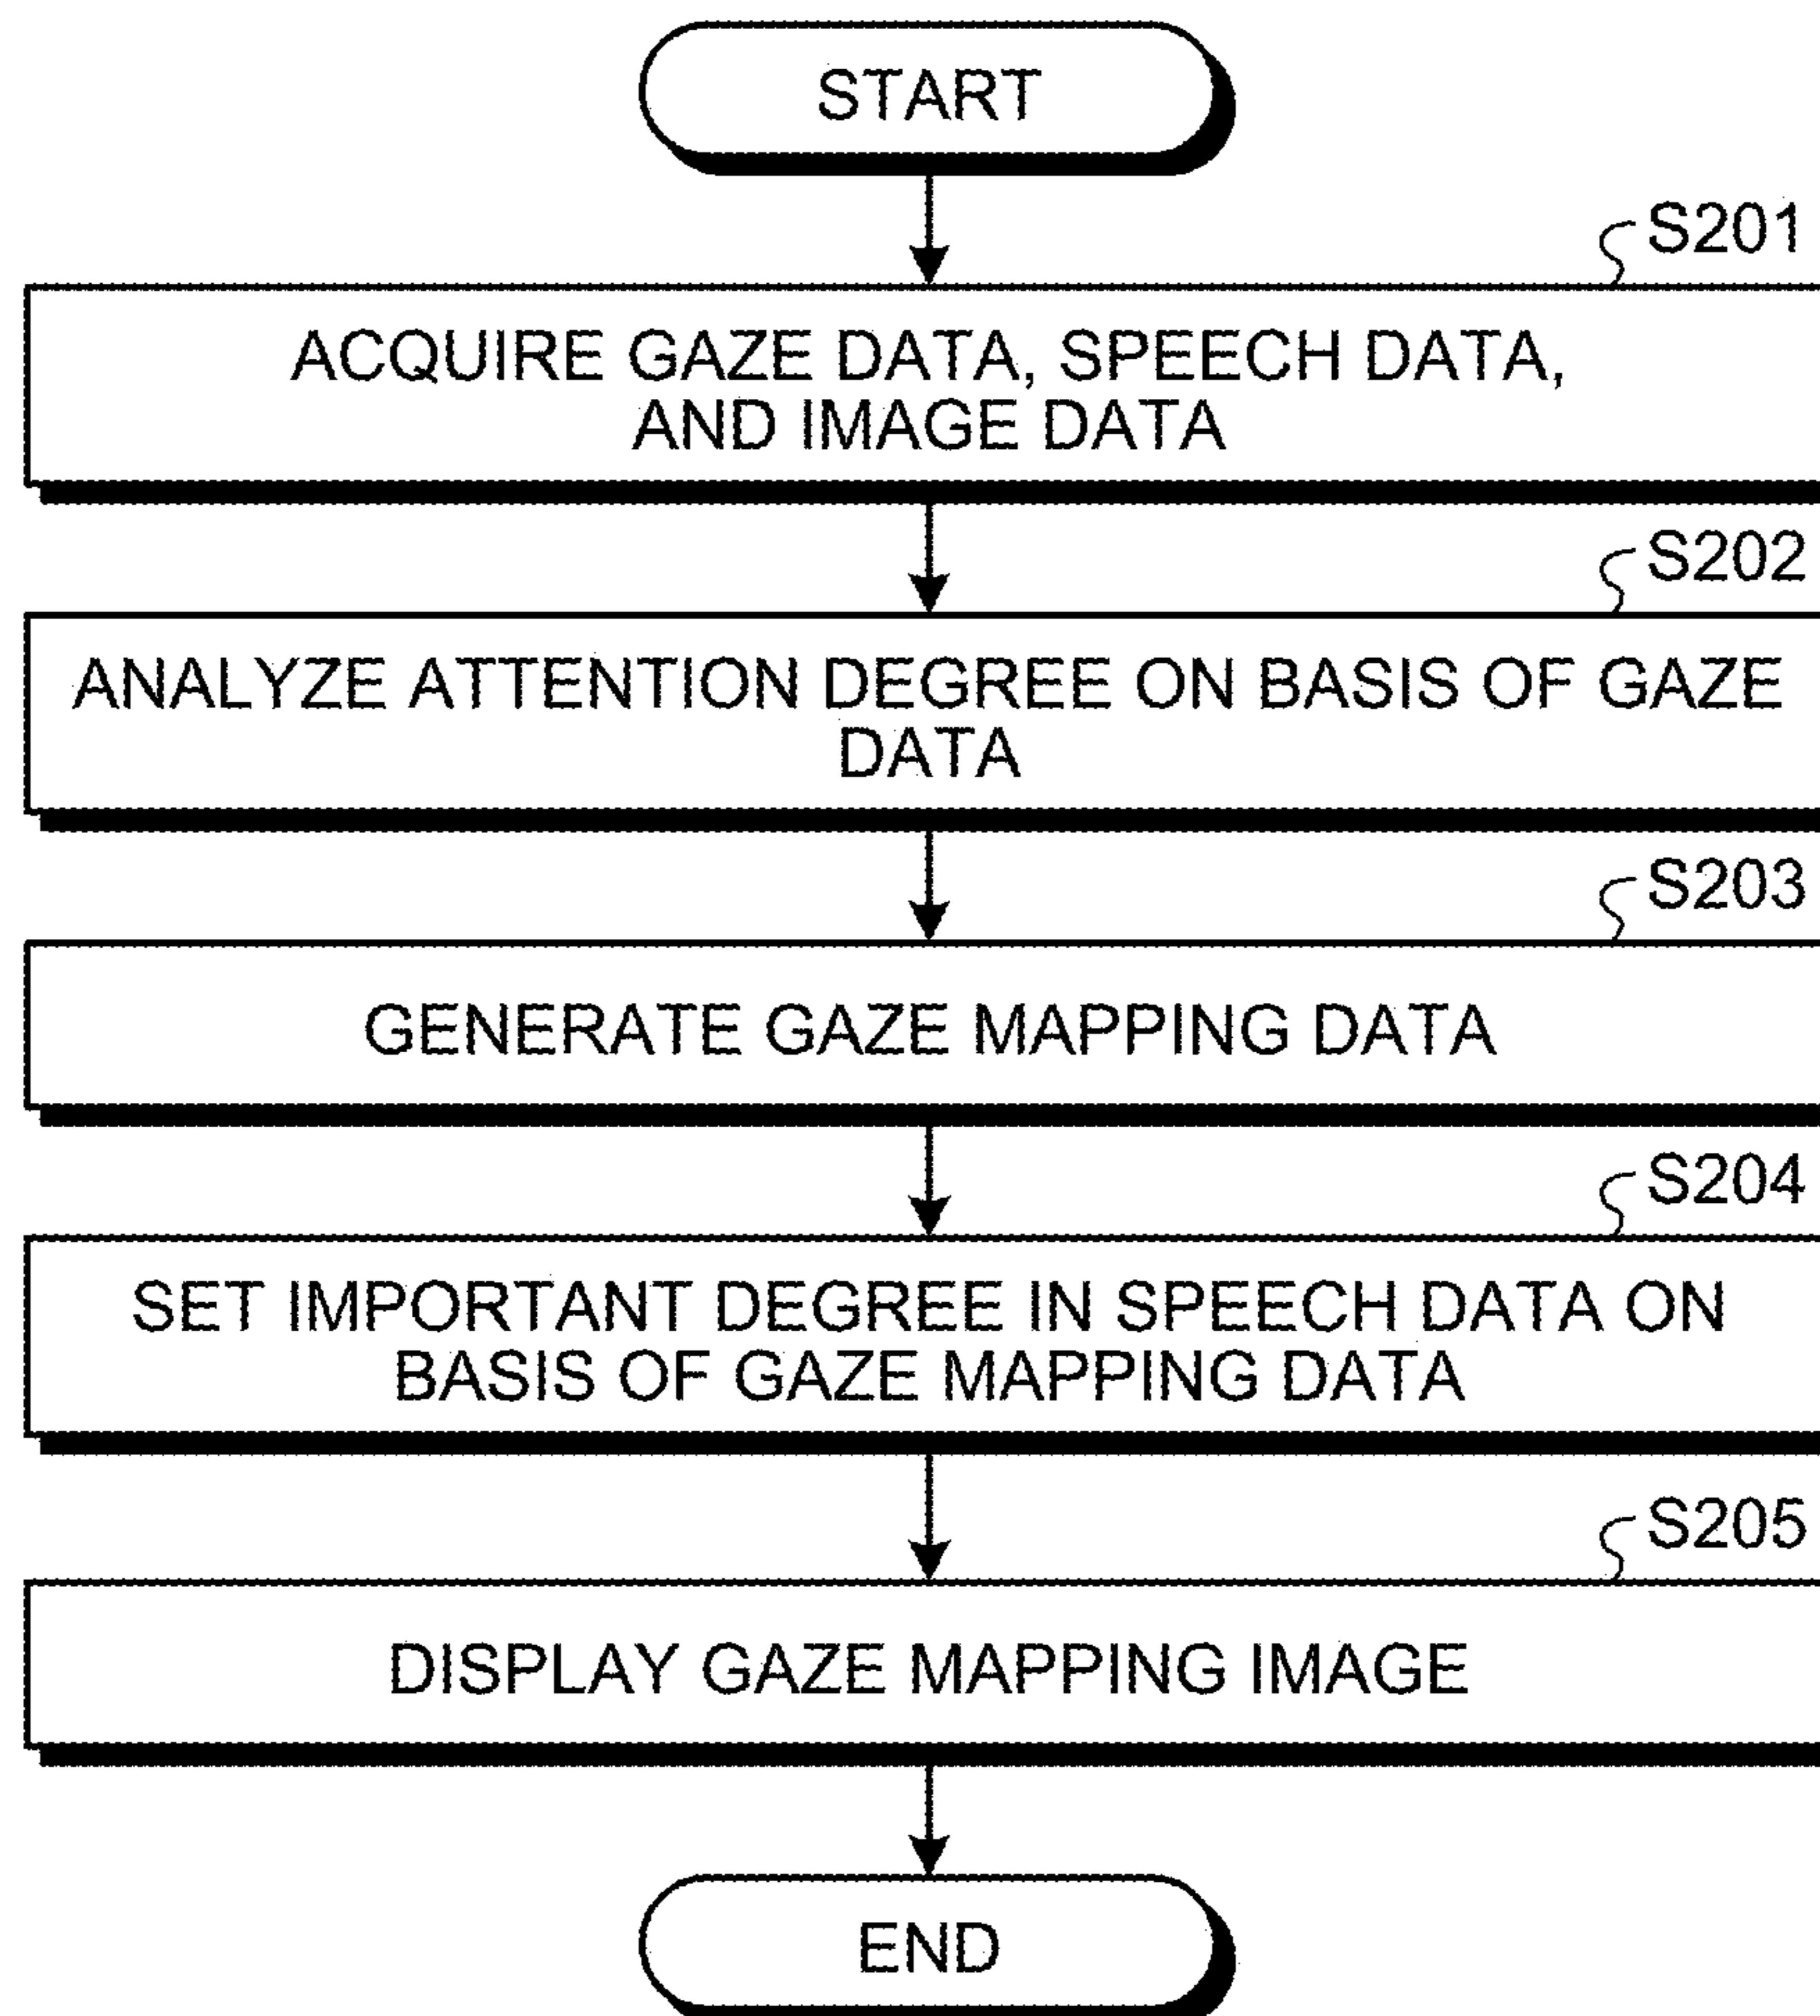 START
S201
ACQUIRE GAZE DATA, SPEECH DATA,
AND IMAGE DATA
S202
ANALYZE ATTENTION DEGREE ON BASIS OF GAZE
DATA
S203
GENERATE GAZE MAPPING DATA
S204
SET IMPORTANT DEGREE IN SPEECH DATA ON
BASIS OF GAZE MAPPING DATA
S205
DISPLAY GAZE MAPPING IMAGE
END